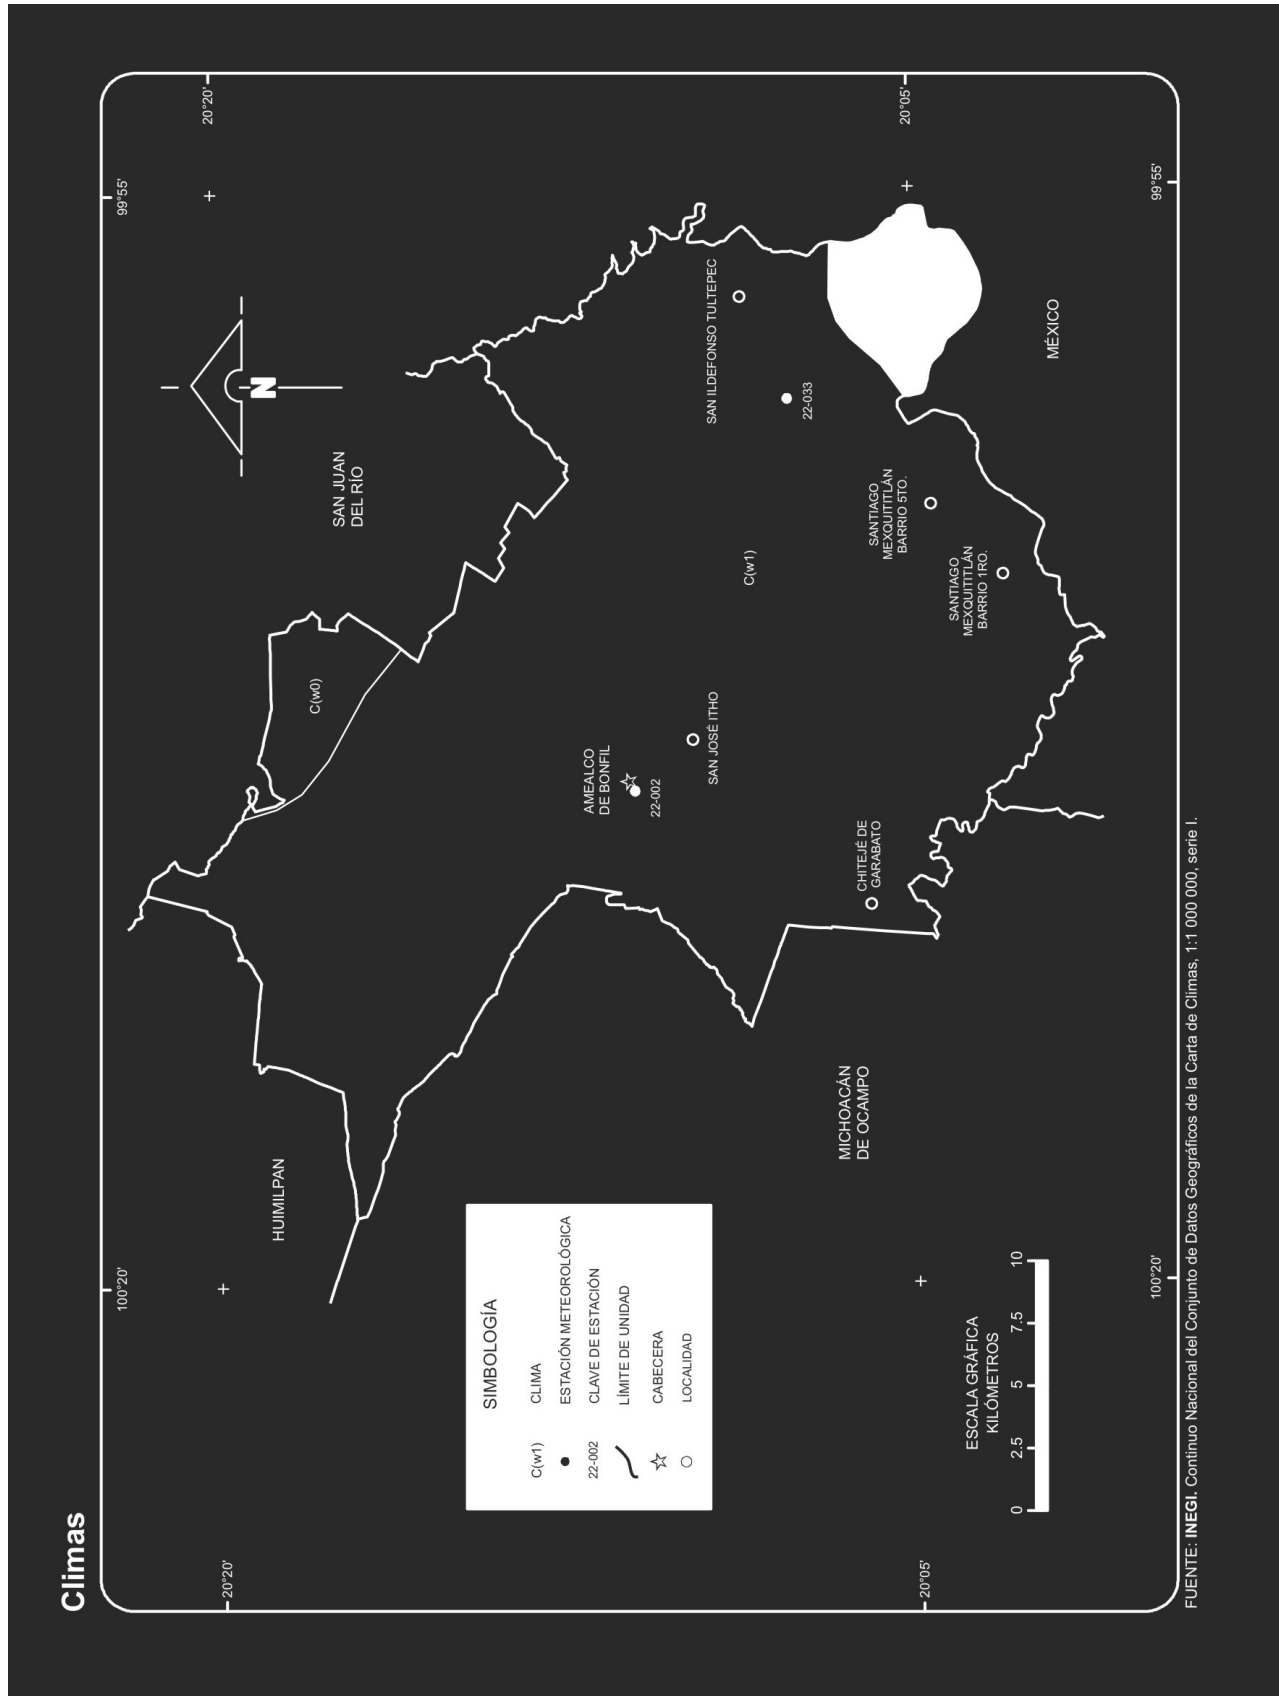 Climas
100°20'
99°55'
20°20'
20°20'
HUIMILPAN
SAN JUAN
DEL RÍO
N
C(w0)
AMEALCO
DE BONFIL
22-002
SAN JOSÉ ITHO
C(w1)
SAN ILDEFONSO TULTEPEC
22-033
SANTIAGO
MEXQUITITLÁN
BARRIO 5TO.
SANTIAGO
MEXQUITITLÁN
BARRIO 1RO.
CHITEJÉ DE
GARABATO
MICHOACÁN
DE OCAMPO
MÉXICO
SIMBOLOGÍA
C(w1) CLIMA
ESTACIÓN METEOROLÓGICA
22-002 CLAVE DE ESTACIÓN
LÍMITE DE UNIDAD
CABECERA
LOCALIDAD
ESCALA GRÁFICA
KILÓMETROS
0 2.5 5 7.5 10
20°05'
20°05'
100°20'
99°55'
FUENTE: INEGI. Continuo Nacional del Conjunto de Datos Geográficos de la Carta de Climas, 1:1 000 000, serie I.